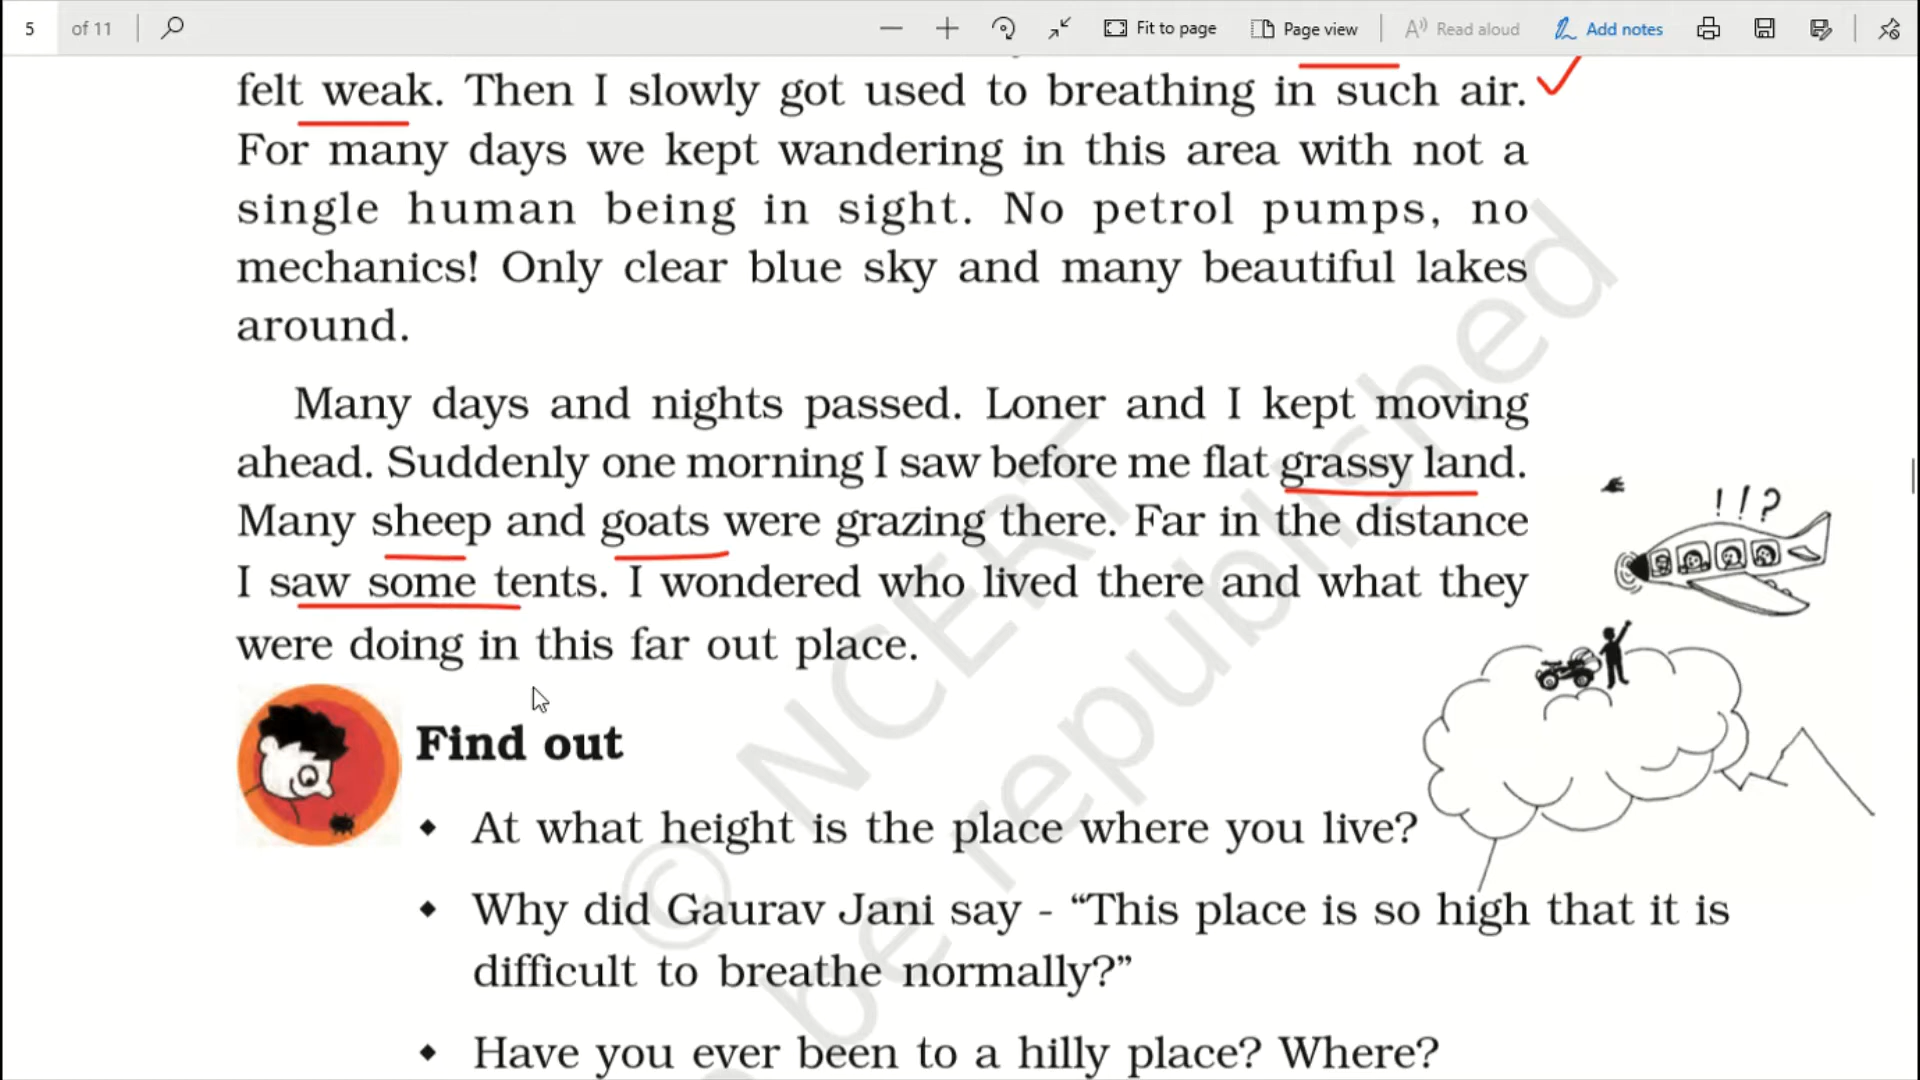 5 of 11 Fit to page Page view Read aloud Add notes
felt weak. Then I slowly got used to breathing in such air.
For many days we kept wandering in this area with not a
single human being in sight. No petrol pumps, no
mechanics! Only clear blue sky and many beautiful lakes
around.
Many days and nights passed. Loner and I kept moving
ahead. Suddenly one morning I saw before me flat grassy land.
Many sheep and goats were grazing there. Far in the distance
I saw some tents. I wondered who lived there and what they
were doing in this far out place.
!!?
Find out
♦ At what height is the place where you live?
♦ Why did Gaurav Jani say - “This place is so high that it is
difficult to breathe normally?”
♦ Have you ever been to a hilly place? Where?
© NCERT
be republished